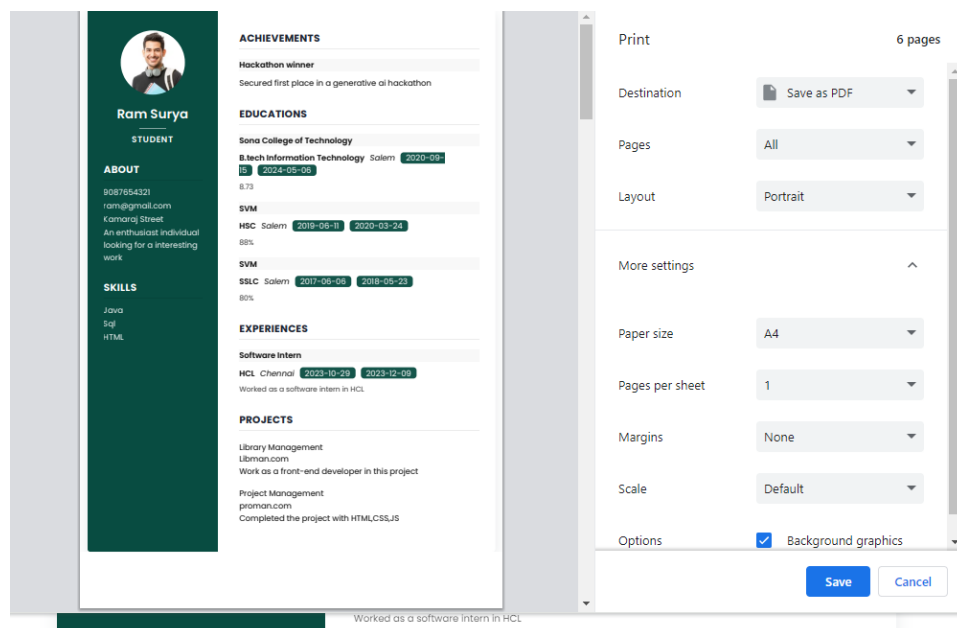 Ram Surya
STUDENT
ABOUT
9087654321
ram@gmail.com
Kamaraj Street
An enthusiast individual
looking for a interesting
work
SKILLS
Java
Sql
HTML
ACHIEVEMENTS
Hackathon winner
Secured first place in a generative ai hackathon
EDUCATIONS
Sona College of Technology
B.tech Information Technology Salem 2020-09-
15 2024-05-06
8.73
SVM
HSC Salem 2019-06-11 2020-03-24
88%
SVM
SSLC Salem 2017-06-06 2018-05-23
80%
EXPERIENCES
Software Intern
HCL Chennai 2023-10-29 2023-12-09
Worked as a software intern in HCL
PROJECTS
Library Management
Libman.com
Work as a front-end developer in this project
Project Management
proman.com
Completed the project with HTML,CSS,JS
Worked as a software intern in HCL
Print 6 pages
Destination Save as PDF
Pages All
Layout Portrait
More settings
Paper size A4
Pages per sheet 1
Margins None
Scale Default
Options Background graphics
Save Cancel